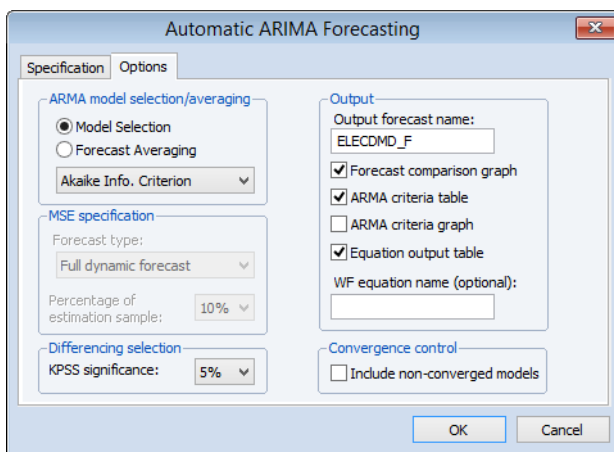 Automatic ARIMA Forecasting
Specification
Options
ARMA model selection/averaging
Model Selection
Forecast Averaging
Akaike Info. Criterion
MSE specification
Forecast type:
Full dynamic forecast
Percentage of
estimation sample:
10%
Differencing selection
KPSS significance:
5%
Output
Output forecast name:
ELECDMD_F
Forecast comparison graph
ARMA criteria table
ARMA criteria graph
Equation output table
WF equation name (optional):
Convergence control
Include non-converged models
OK
Cancel